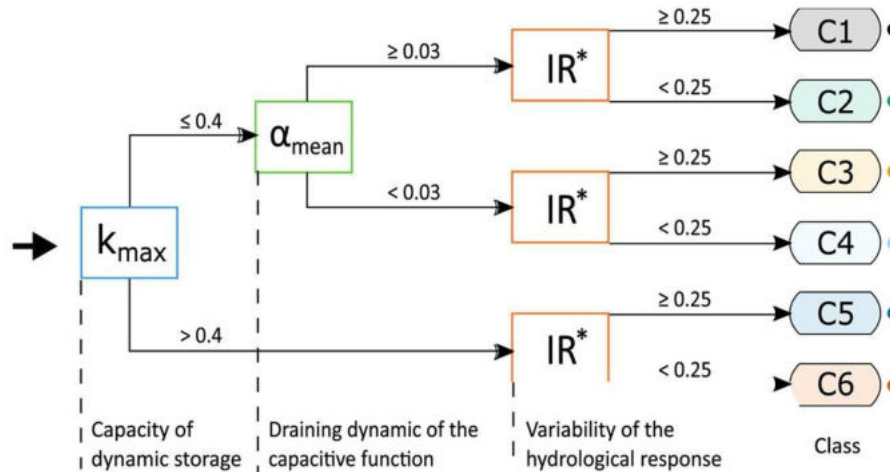 ≥ 0.25
C1
≥ 0.03
IR*
< 0.25
C2
≤ 0.4
αmean
≥ 0.25
C3
< 0.03
IR*
kmax
< 0.25
C4
≥ 0.25
C5
> 0.4
IR*
< 0.25
C6
Capacity of
dynamic storage
Draining dynamic of the
capacitive function
Variability of the
hydrological response
Class